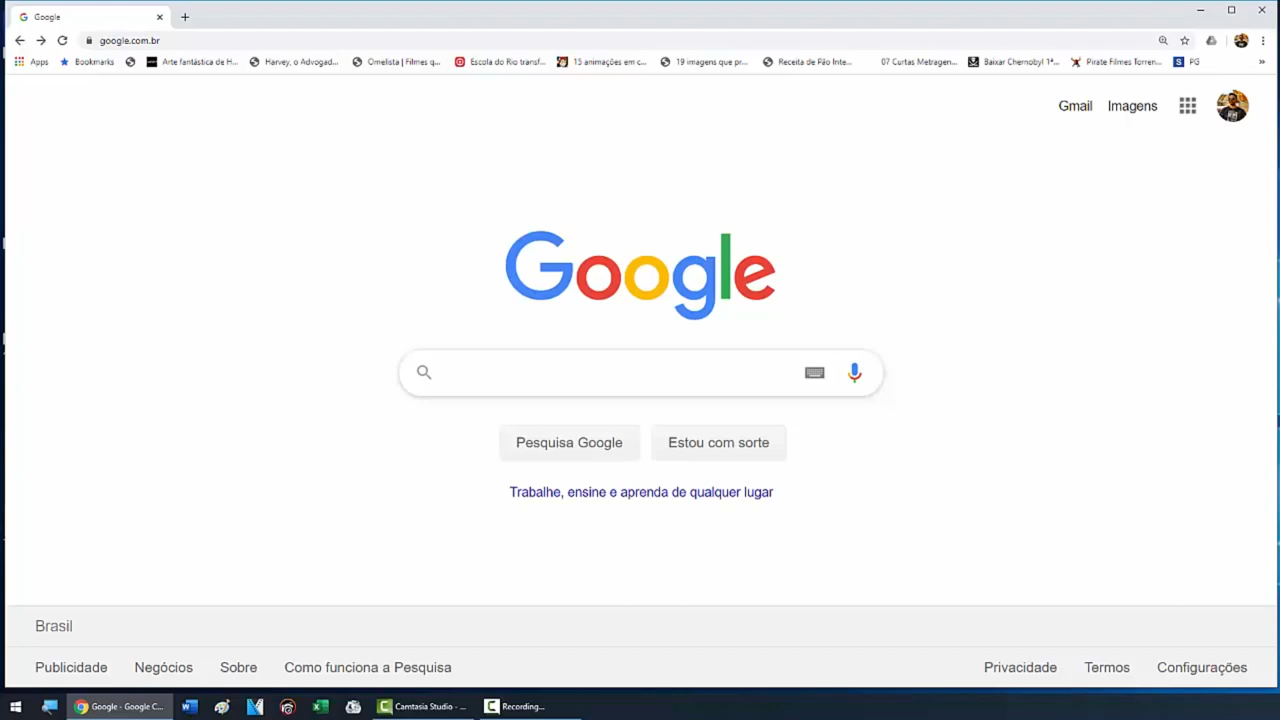 Google
google.com.br
Apps Bookmarks Arte fantástica de H... Harvey, o Advogad... Omelista | Filmes q... Escola do Rio transf... 15 animações em c... 19 imagens que pr... Receita de Pão Inte... 07 Curtas Metragen... Baixar Chernobyl 1ª... Pirate Filmes Torren... S PG »
Gmail Imagens
Google
Pesquisa Google Estou com sorte
Trabalhe, ensine e aprenda de qualquer lugar
Brasil
Publicidade Negócios Sobre Como funciona a Pesquisa Privacidade Termos Configurações
Google - Google C... Camtasia Studio - ... Recording...